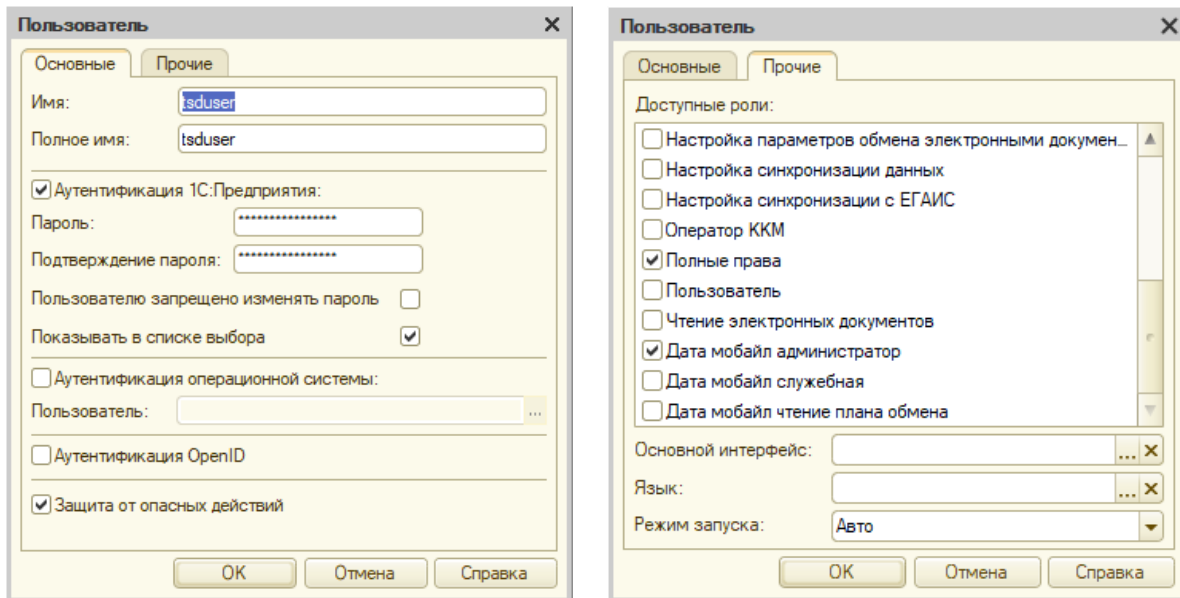 Пользователь
Основные
Прочие
Имя:
tsduser
Полное имя:
tsduser
Аутентификация 1С:Предприятия:
Пароль:
****************
Подтверждение пароля:
****************
Пользователю запрещено изменять пароль
Показывать в списке выбора
Аутентификация операционной системы:
Пользователь:
...
Аутентификация OpenID
Защита от опасных действий
OK
Отмена
Справка
Пользователь
Основные
Прочие
Доступные роли:
Настройка параметров обмена электронными докумен...
Настройка синхронизации данных
Настройка синхронизации с ЕГАИС
Оператор ККМ
Полные права
Пользователь
Чтение электронных документов
Дата мобайл администратор
Дата мобайл служебная
Дата мобайл чтение плана обмена
Основной интерфейс:
...
Язык:
...
Режим запуска:
Авто
OK
Отмена
Справка